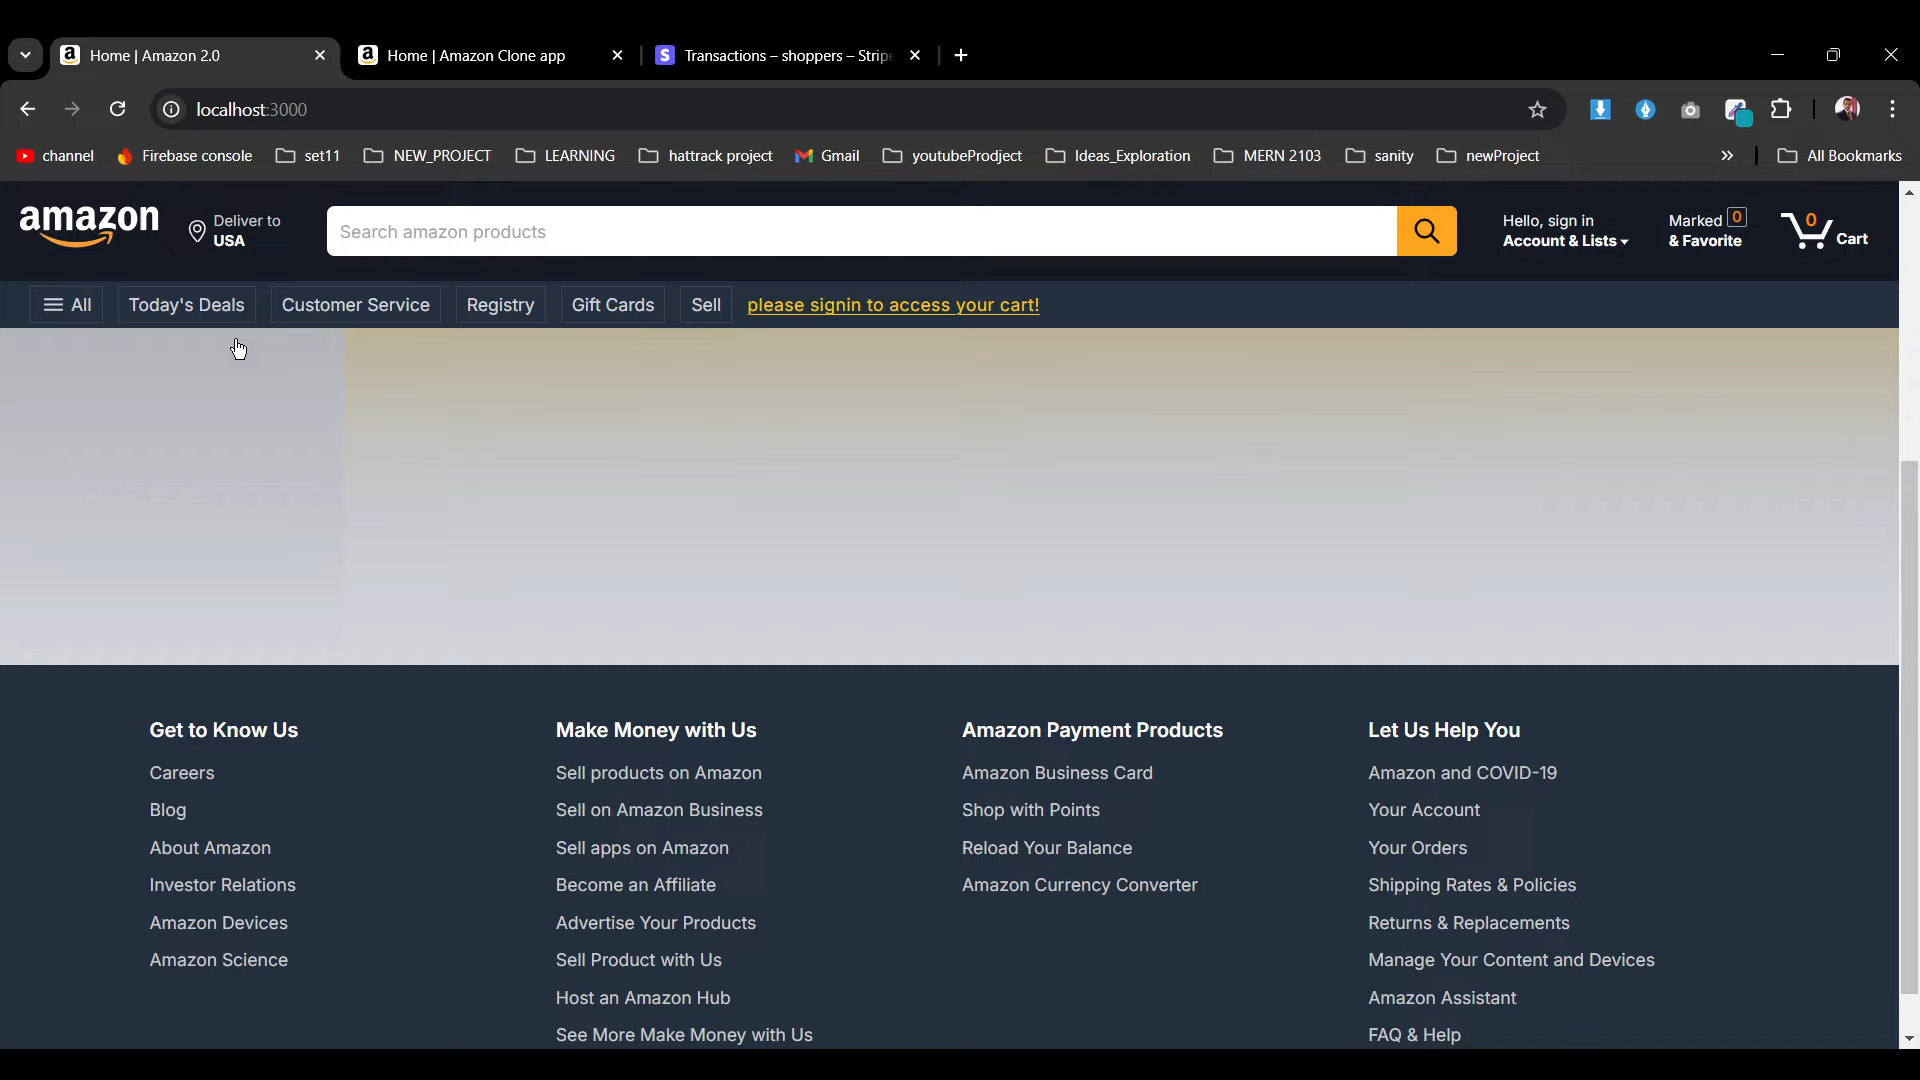 Home | Amazon 2.0
Home | Amazon Clone app
Transactions – shoppers – Stripe
localhost:3000
channel
Firebase console
set11
NEW_PROJECT
LEARNING
hattrack project
Gmail
youtubeProdject
Ideas_Exploration
MERN 2103
sanity
newProject
All Bookmarks
amazon
Deliver to
USA
Search amazon products
Hello, sign in
Account & Lists
Marked 0
& Favorite
0
Cart
All
Today's Deals
Customer Service
Registry
Gift Cards
Sell
please signin to access your cart!
Get to Know Us
Careers
Blog
About Amazon
Investor Relations
Amazon Devices
Amazon Science
Make Money with Us
Sell products on Amazon
Sell on Amazon Business
Sell apps on Amazon
Become an Affiliate
Advertise Your Products
Sell Product with Us
Host an Amazon Hub
See More Make Money with Us
Amazon Payment Products
Amazon Business Card
Shop with Points
Reload Your Balance
Amazon Currency Converter
Let Us Help You
Amazon and COVID-19
Your Account
Your Orders
Shipping Rates & Policies
Returns & Replacements
Manage Your Content and Devices
Amazon Assistant
FAQ & Help